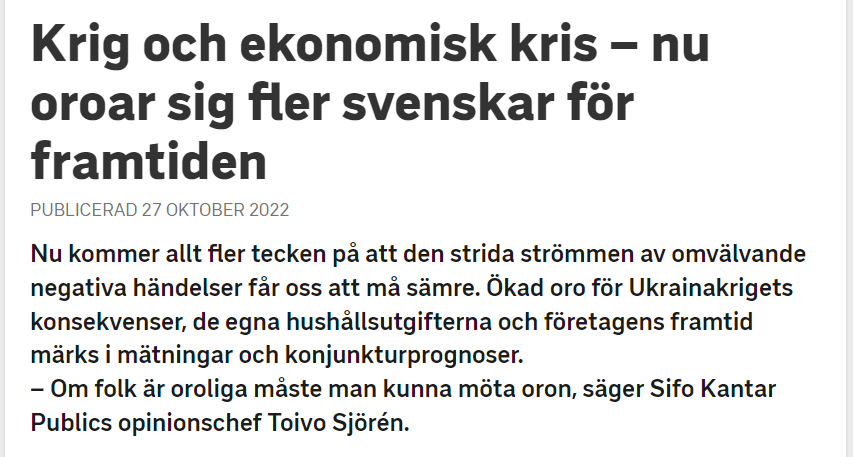 Krig och ekonomisk kris – nu
oroar sig fler svenskar för
framtiden
PUBLICERAD 27 OKTOBER 2022
Nu kommer allt fler tecken på att den strida strömmen av omvälvande
negativa händelser får oss att må sämre. Ökad oro för Ukrainakrigets
konsekvenser, de egna hushållsutgifterna och företagens framtid
märks i mätningar och konjunkturprognoser.
– Om folk är oroliga måste man kunna möta oron, säger Sifo Kantar
Publics opinionschef Toivo Sjörén.